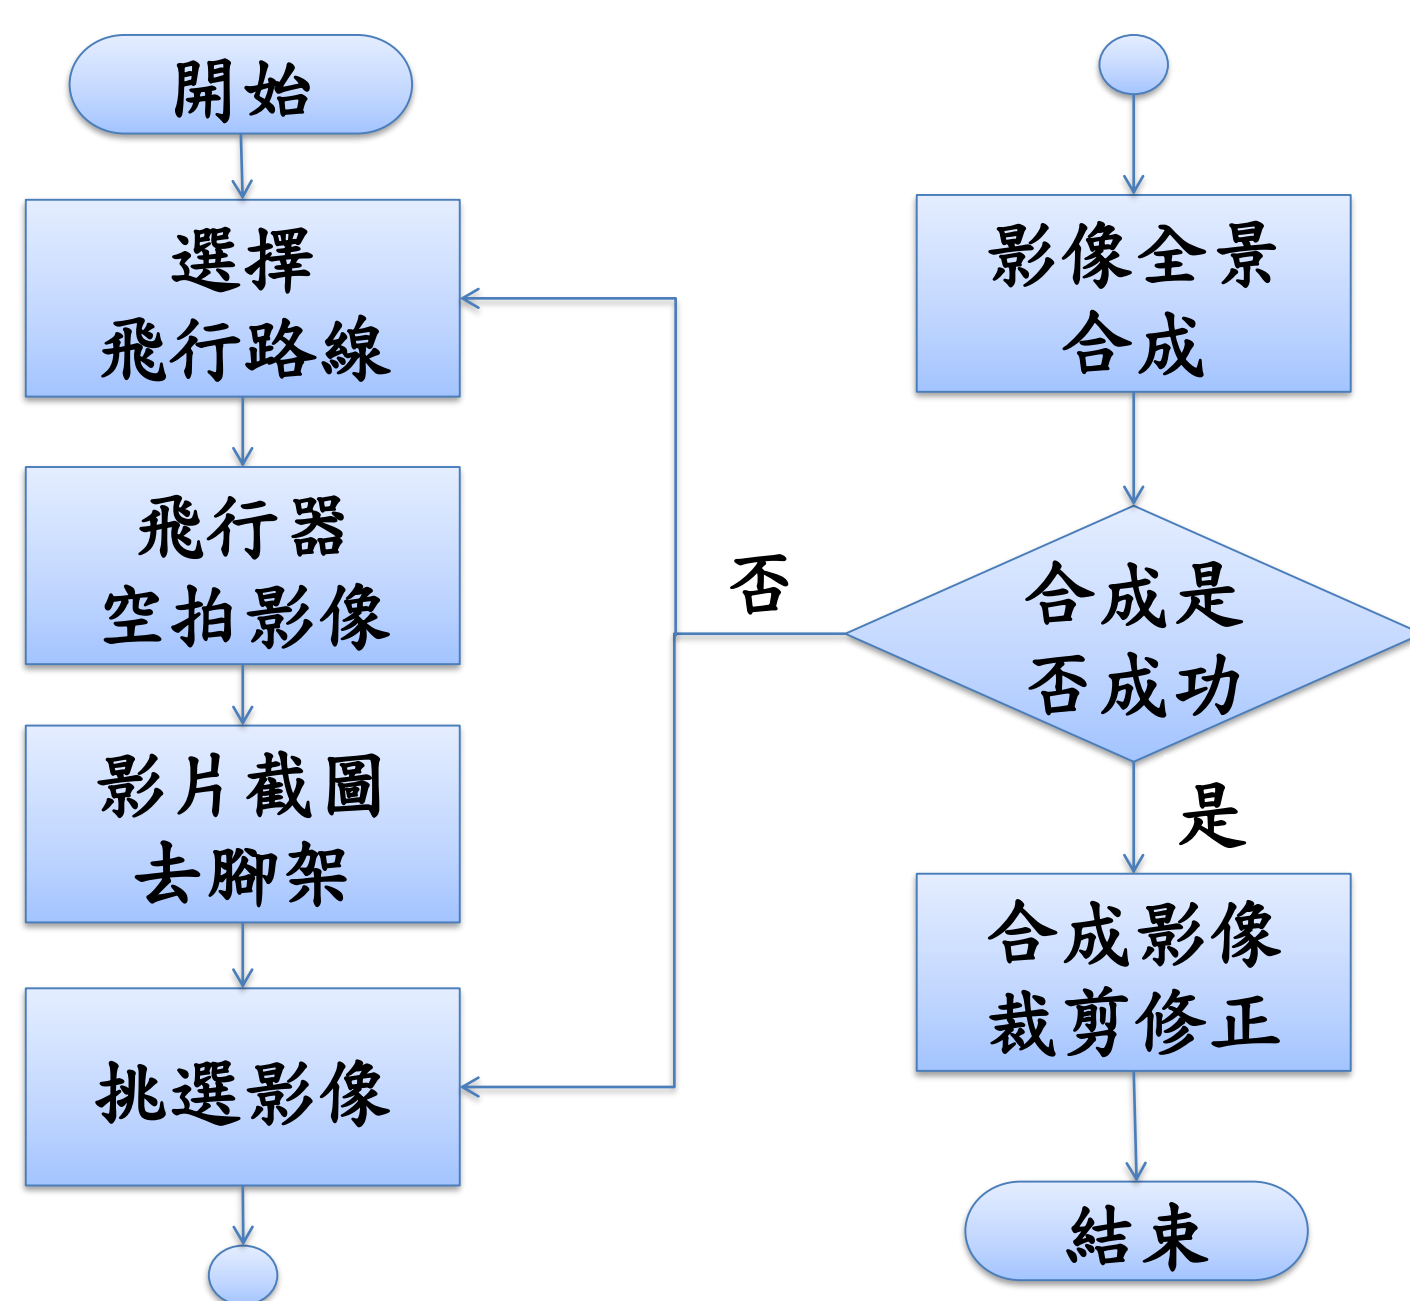 開始
選擇
飛行路線
飛行器
空拍影像
影片截圖
去腳架
挑選影像
影像全景
合成
合成是
否成功
否
是
合成影像
裁剪修正
結束